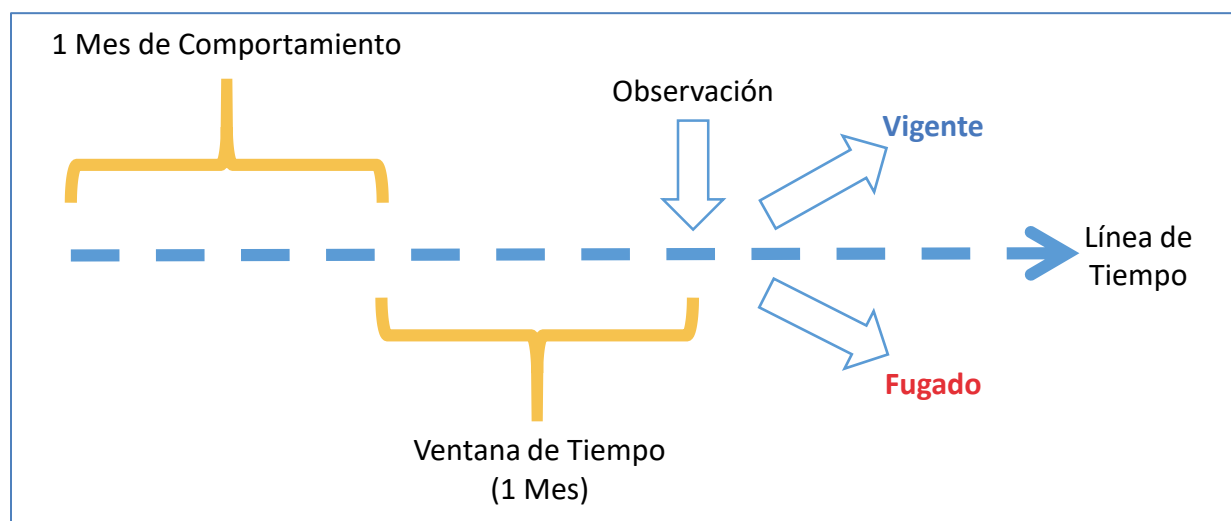 1 Mes de Comportamiento
Observación
Vigente
Línea de
Tiempo
Fugado
Ventana de Tiempo
(1 Mes)